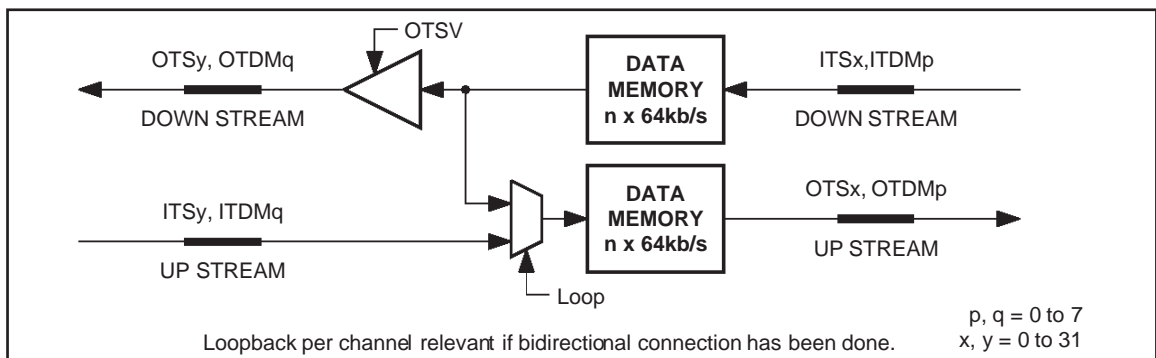 OTSV
OTSy, OTDMq
DOWN STREAM
DATA
MEMORY
n x 64kb/s
ITSx,ITDMp
DOWN STREAM
ITSy, ITDMq
UP STREAM
Loop
DATA
MEMORY
n x 64kb/s
OTSx, OTDMp
UP STREAM
Loopback per channel relevant if bidirectional connection has been done.
p, q = 0 to 7
x, y = 0 to 31